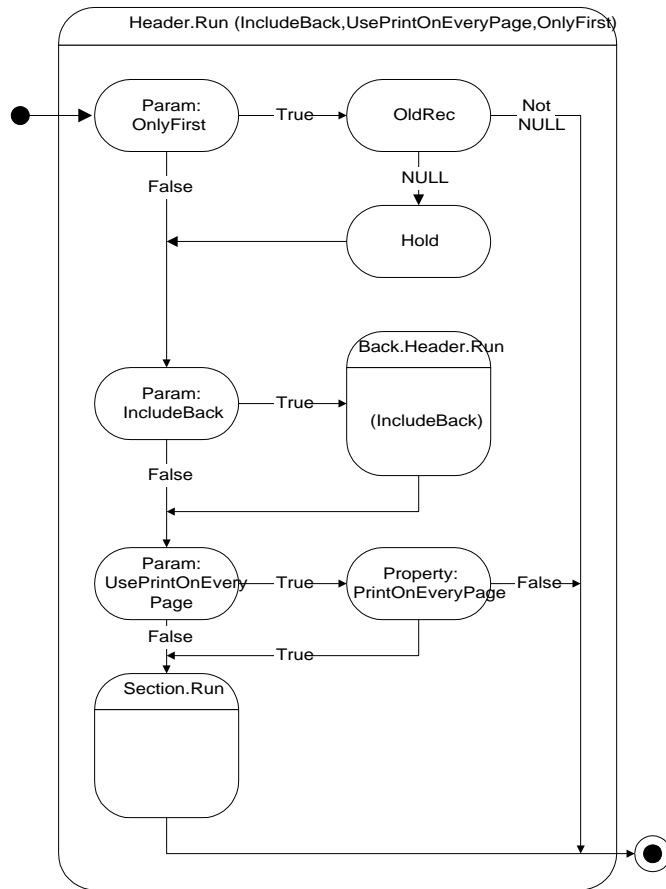 Header.Run (IncludeBack,UsePrintOnEveryPage,OnlyFirst)
Param:
OnlyFirst
True
OldRec
Not
NULL
False
NULL
Hold
Back.Header.Run
Param:
IncludeBack
True
(IncludeBack)
False
Param:
UsePrintOnEvery
Page
True
Property:
PrintOnEveryPage
False
False
True
Section.Run